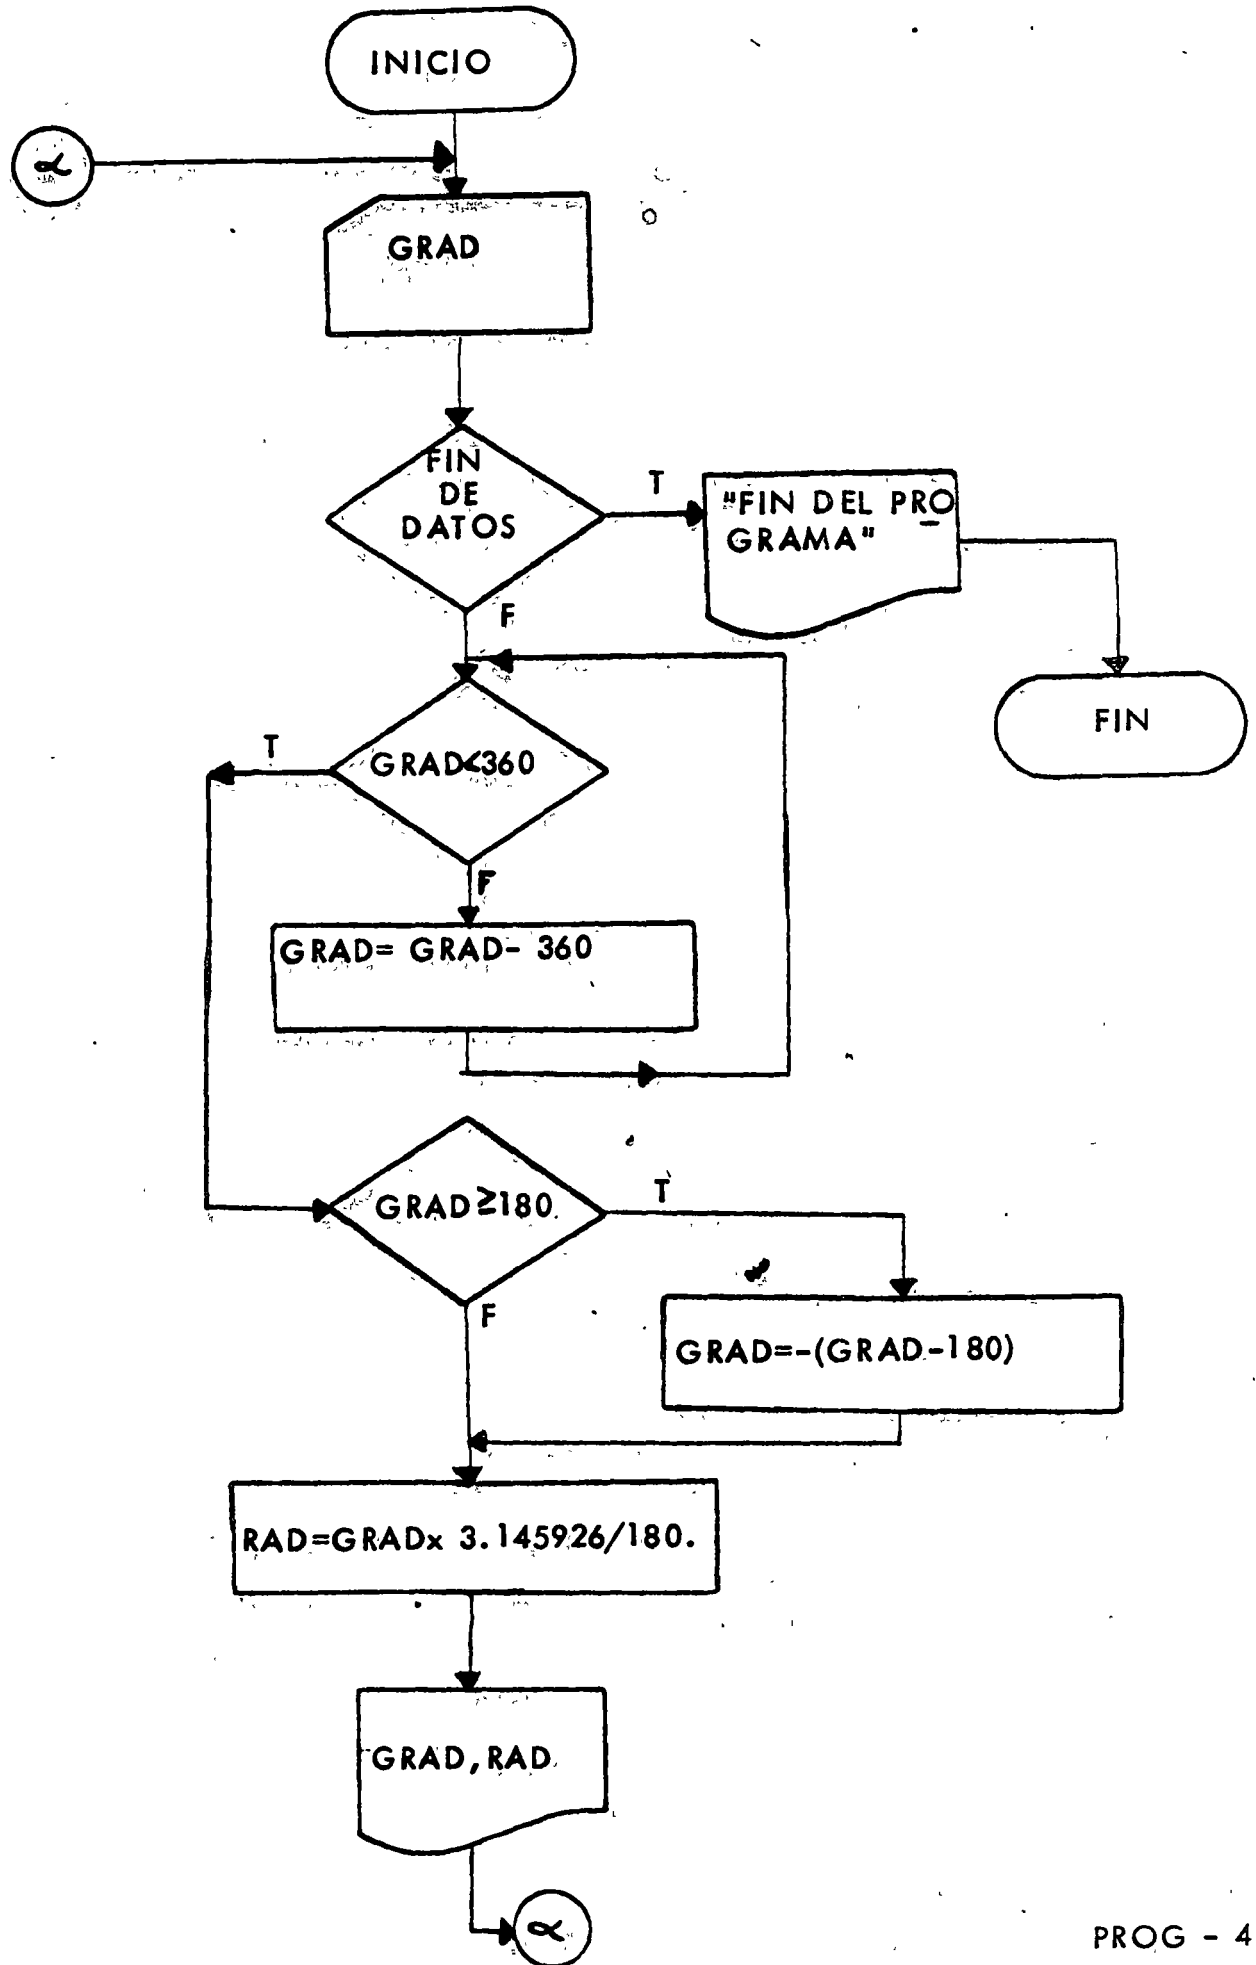 INICIO
α
GRAD
FIN
DE
DATOS
T
"FIN DEL PRO
GRAMA"
F
FIN
T
GRAD<360
F
GRAD= GRAD- 360
GRAD≥180.
T
F
GRAD=-(GRAD-180)
RAD=GRADx 3.145926/180.
GRAD,RAD
α
PROG - 4